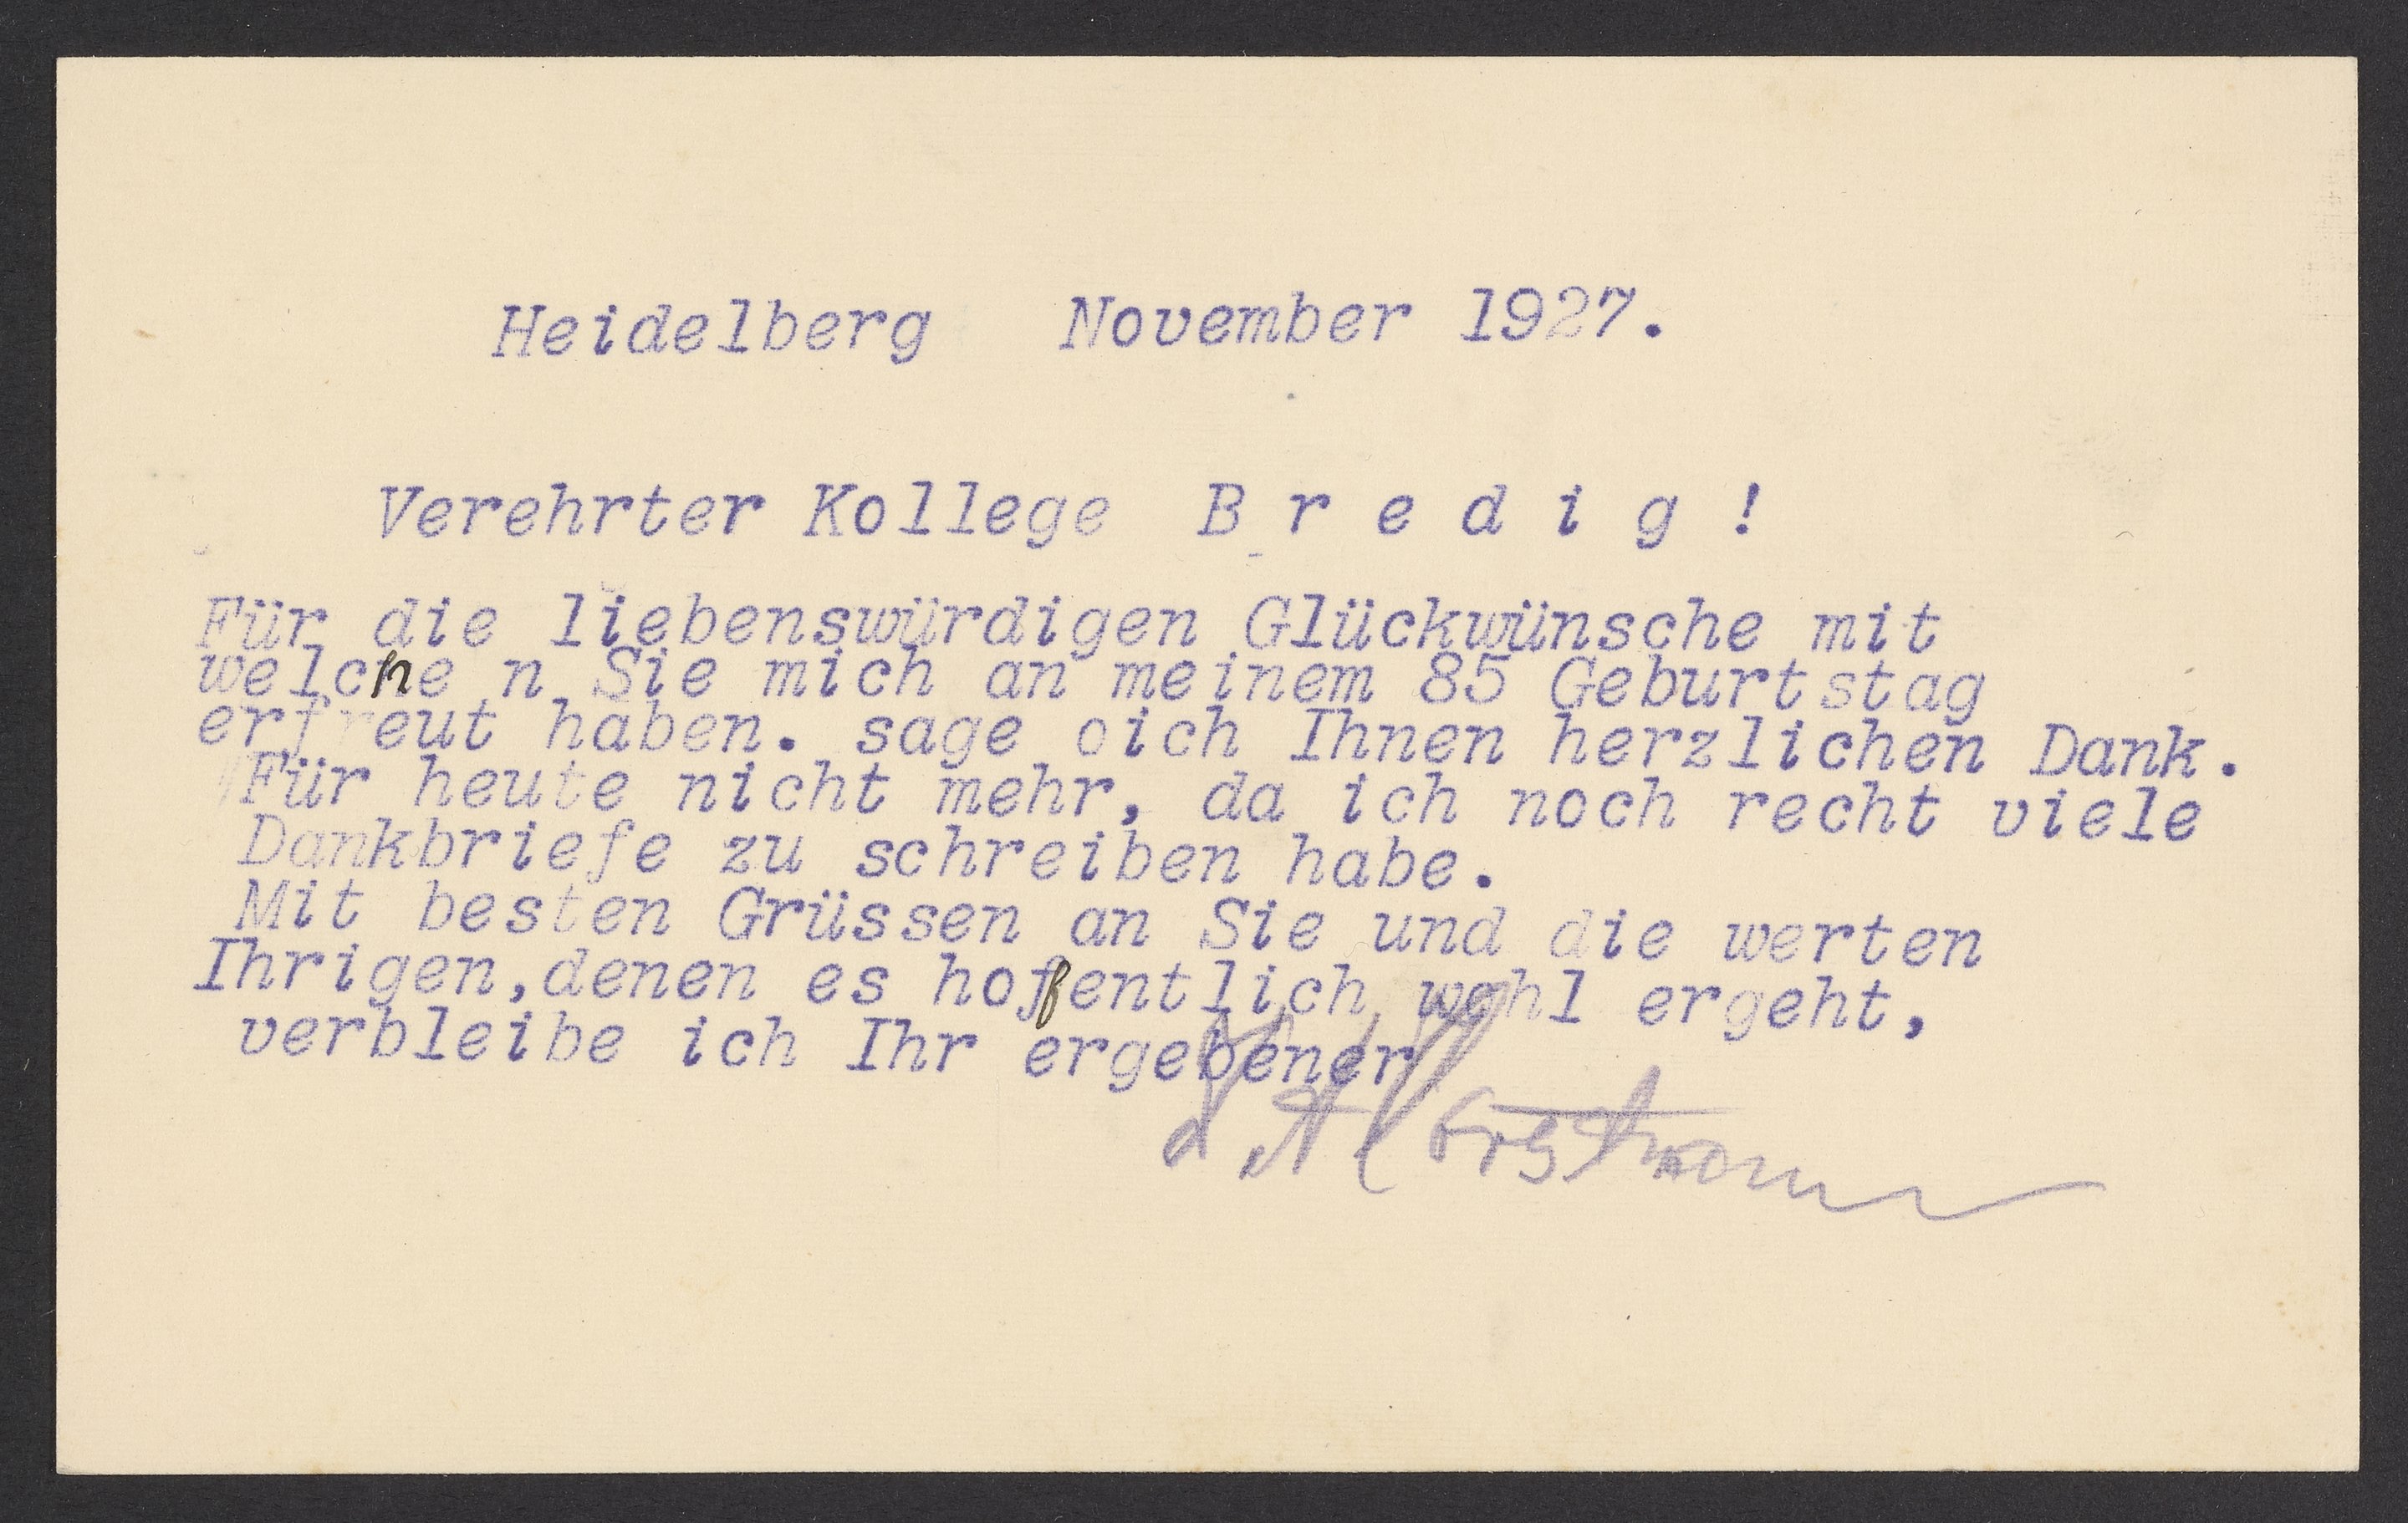 Heidelberg November 1927.
Verehrter Kollege B r e d i g !
Für die liebenswürdigen Glückwünsche mit
welche n Sie mich an meinem 85 Geburtstag
erfreut haben. sage oich Ihnen herzlichen Dank.
Für heute nicht mehr, da ich noch recht viele
Dankbriefe zu schreiben habe.
Mit besten Grüssen an Sie und die werten
Ihrigen,denen es hoffentlich wohl ergeht,
verbleibe ich Ihr ergebener